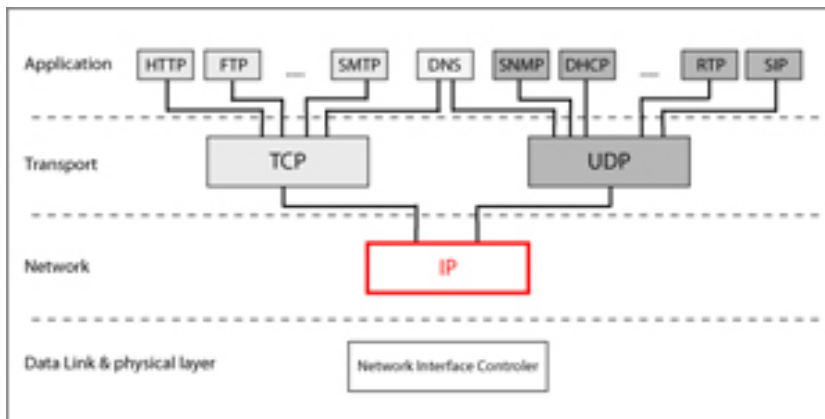 Application HTTP FTP ... SMTP DNS SNMP DHCP ... RTP SIP
Transport TCP UDP
Network IP
Data Link & physical layer Network Interface Controler